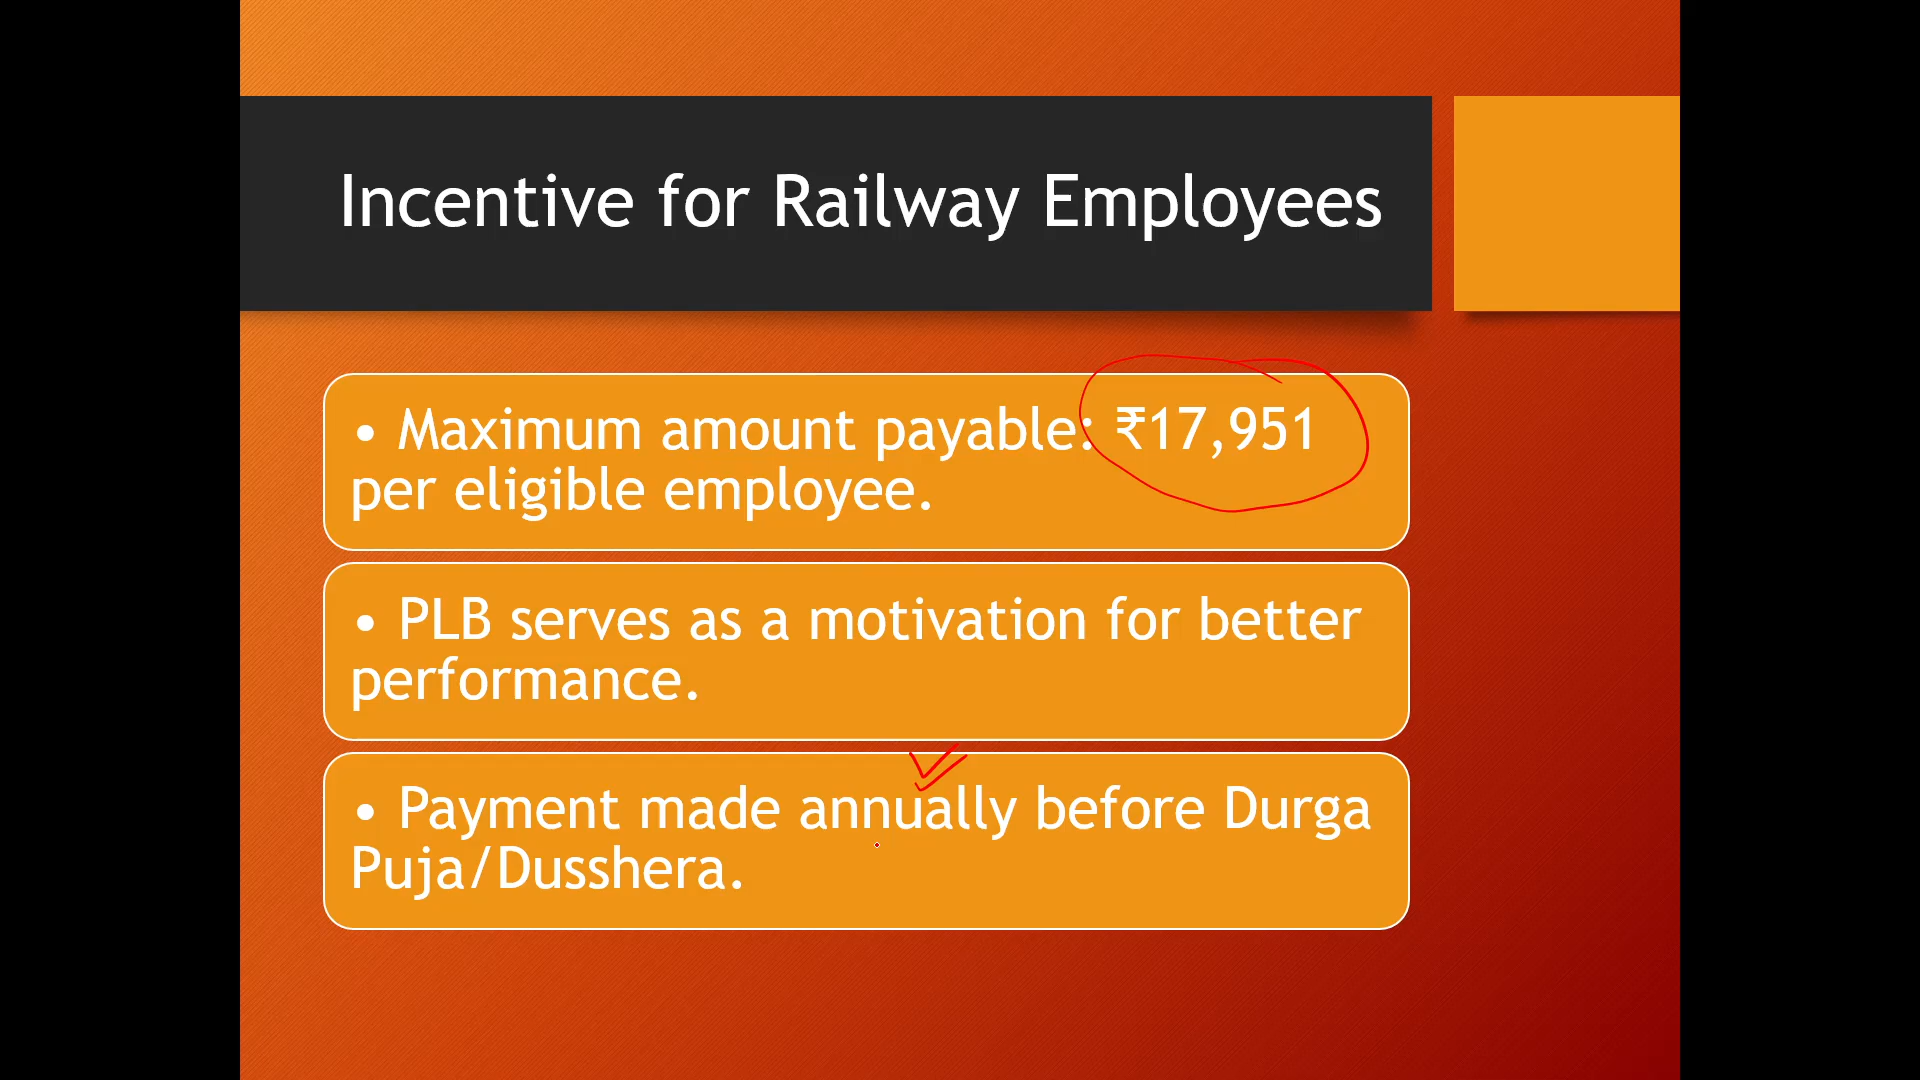 Incentive for Railway Employees
• Maximum amount payable: ₹17,951
per eligible employee.
• PLB serves as a motivation for better
performance.
• Payment made annually before Durga
Puja/Dusshera.